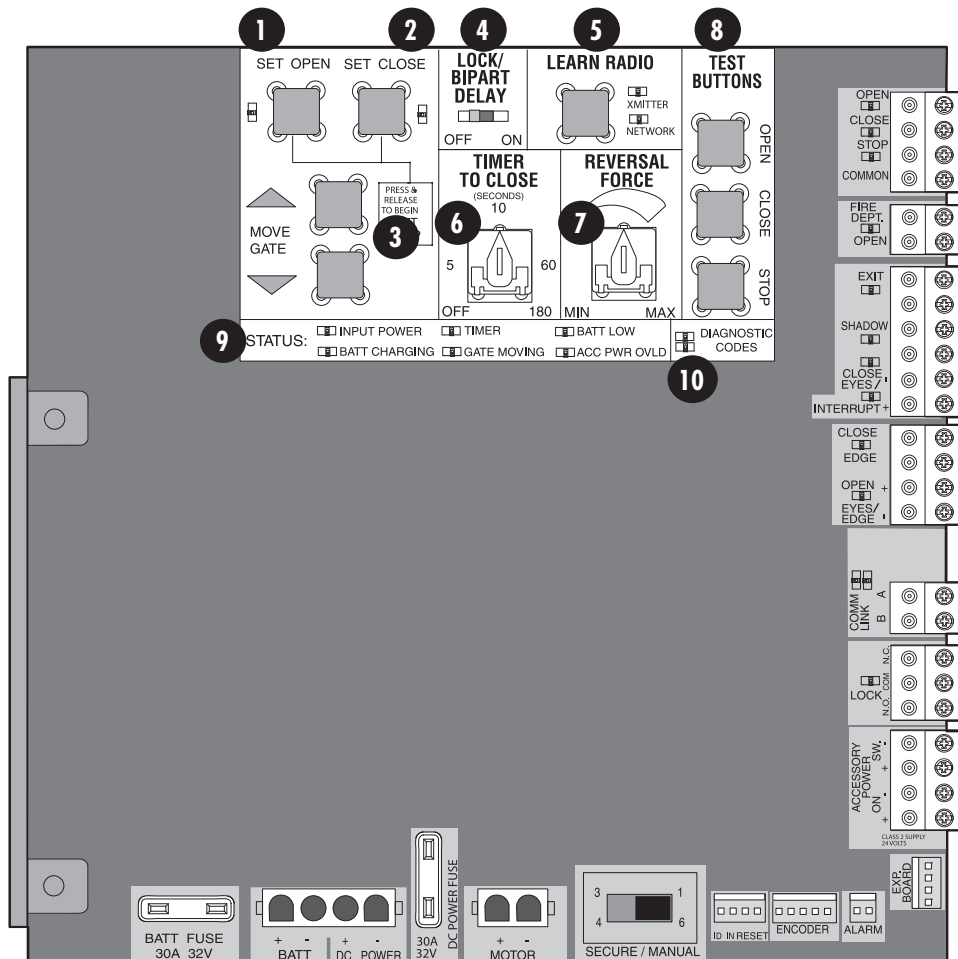 1
2
4
5
8
SET OPEN
SET CLOSE
LOCK/
BIPART
DELAY
OFF ON
LEARN RADIO
XMITTER
NETWORK
TEST
BUTTONS
OPEN
CLOSE
STOP
MOVE
GATE
PRESS &
RELEASE
TO BEGIN
3
TIMER
TO CLOSE
(SECONDS)
10
6
5
60
OFF 180
REVERSAL
FORCE
7
MIN MAX
9
STATUS:
INPUT POWER
TIMER
BATT LOW
BATT CHARGING
GATE MOVING
ACC PWR OVLD
DIAGNOSTIC
CODES
10
OPEN
CLOSE
STOP
COMMON
FIRE
DEPT.
OPEN
EXIT
SHADOW
CLOSE
EYES/ -
INTERRUPT +
CLOSE
EDGE
OPEN +
EYES/
EDGE -
COMM
LINK
A
B
LOCK
N.C.
COM
N.O.
ACCESSORY
POWER
SW. - +
ON - +
CLASS 2 SUPPLY
24 VOLTS
EXP.
BOARD
BATT FUSE
30A 32V
+ -
BATT
+ -
DC POWER
DC POWER FUSE
30A
32V
+ -
MOTOR
3 1
4 6
SECURE / MANUAL
ID IN RESET
ENCODER
ALARM